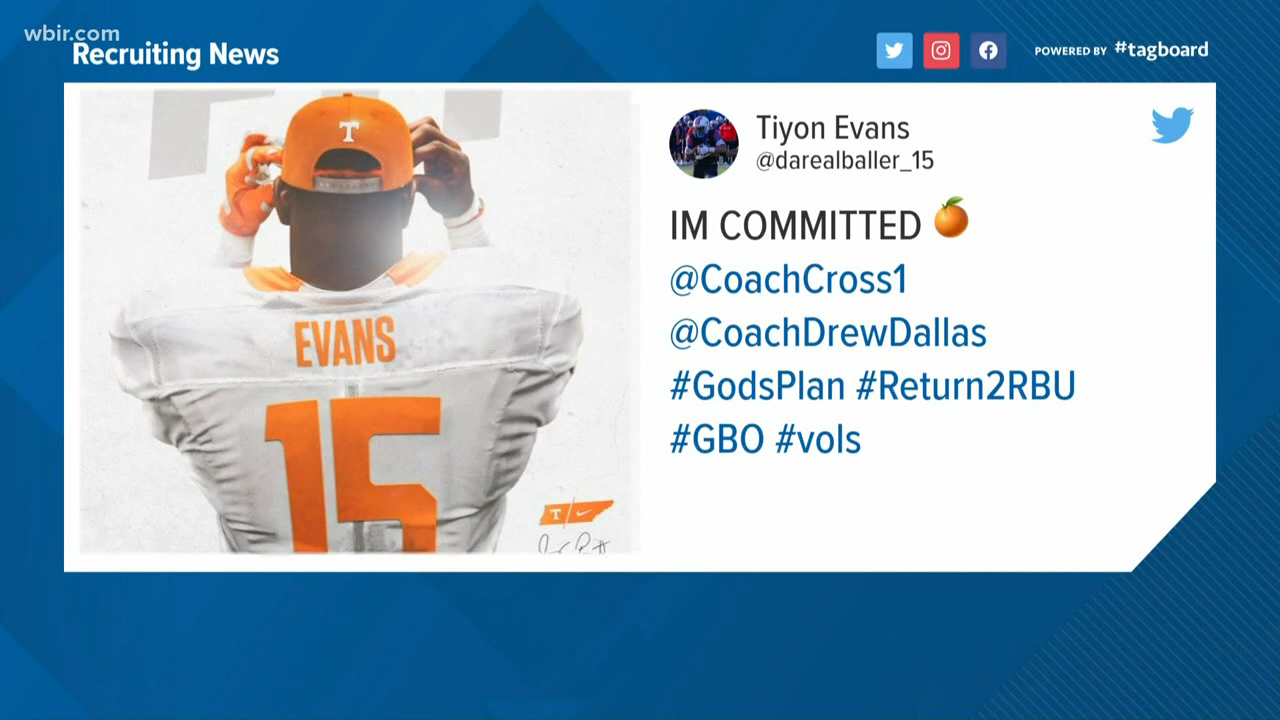 wbir.com
Recruiting News
POWERED BY #tagboard
T
EVANS
15
T
Tiyon Evans
@darealballer_15
IM COMMITTED 🍊
@CoachCross1
@CoachDrewDallas
#GodsPlan #Return2RBU
#GBO #vols